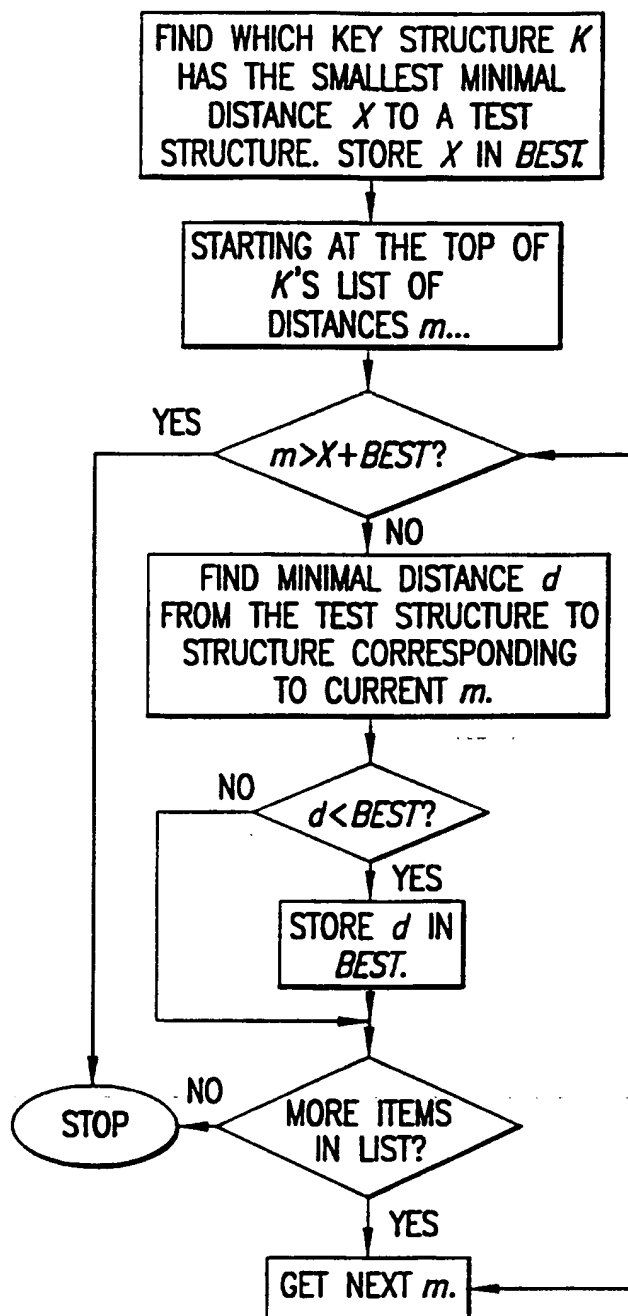 FIND WHICH KEY STRUCTURE K
HAS THE SMALLEST MINIMAL
DISTANCE X TO A TEST
STRUCTURE. STORE X IN BEST.
STARTING AT THE TOP OF
K'S LIST OF
DISTANCES m...
YES
m>X+BEST?
NO
FIND MINIMAL DISTANCE d
FROM THE TEST STRUCTURE TO
STRUCTURE CORRESPONDING
TO CURRENT m.
NO
d<BEST?
YES
STORE d IN
BEST.
NO
STOP
MORE ITEMS
IN LIST?
YES
GET NEXT m.